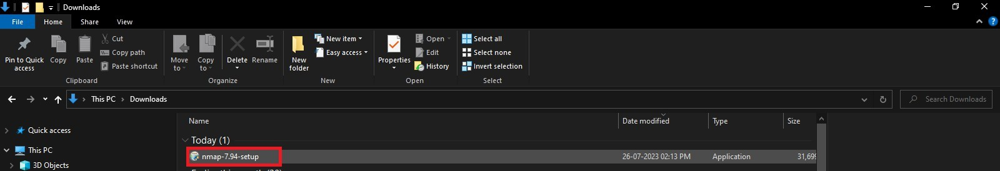 Downloads
File Home Share View
Pin to Quick access
Copy
Paste
Cut
Copy path
Paste shortcut
Clipboard
Move to
Copy to
Delete
Rename
Organize
New folder
New item
Easy access
New
Properties
Open
Edit
History
Open
Select all
Select none
Invert selection
Select
This PC > Downloads
Search Downloads
Quick access
This PC
3D Objects
Name Date modified Type Size
Today (1)
nmap-7.94-setup 26-07-2023 02:13 PM Application 31,699